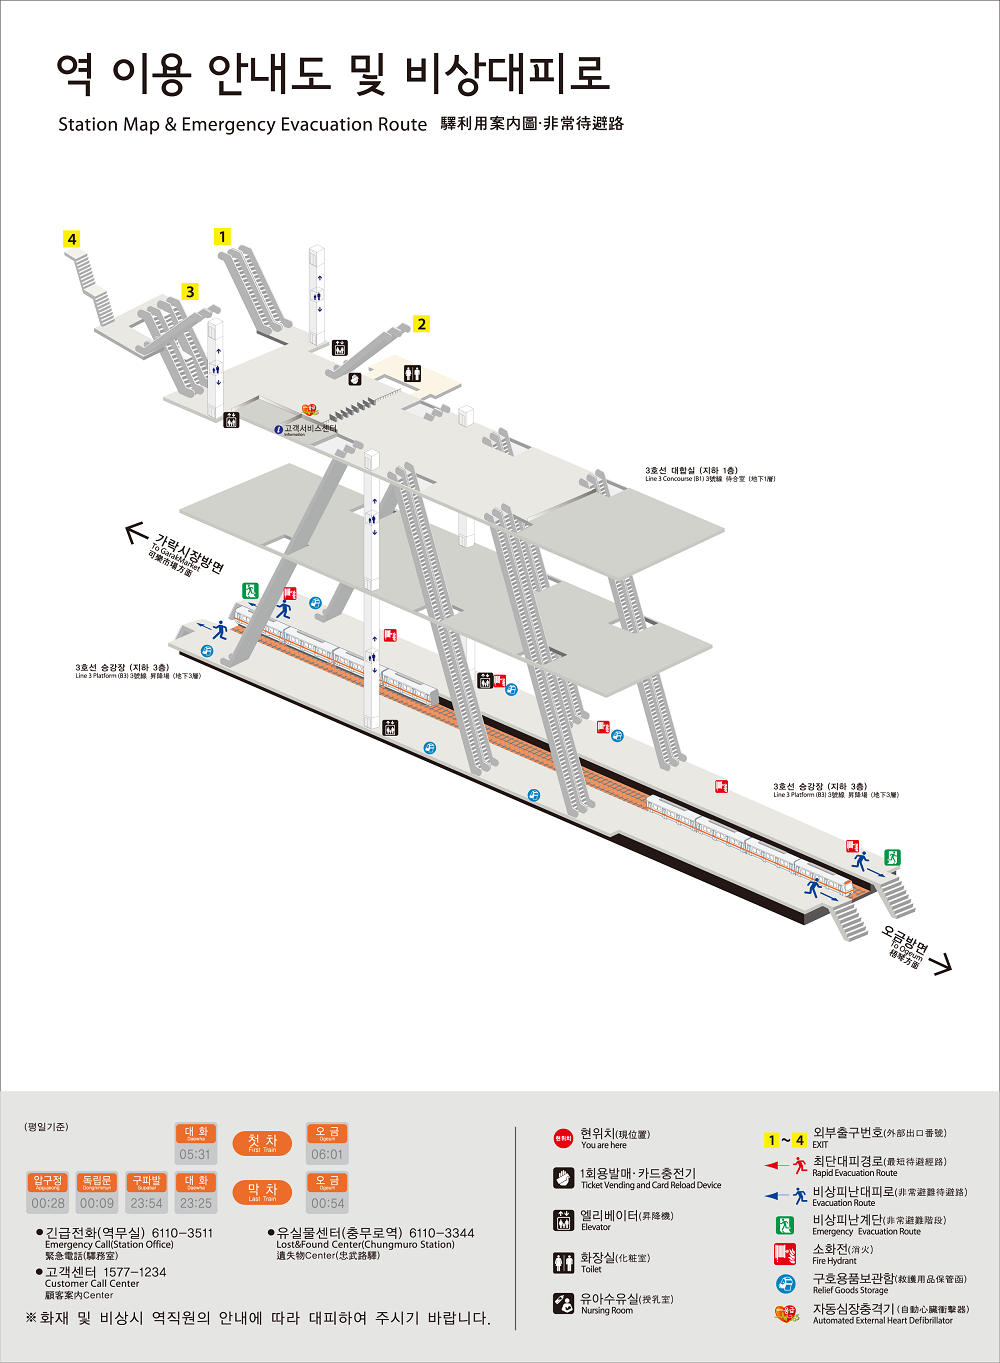 역 이용 안내도 및 비상대피로
Station Map & Emergency Evacuation Route 驛利用案內圖·非常待避路
4
1
3
2
고객서비스센터
Information
3호선 대합실 (지하 1층)
Line 3 Concourse (B1) 3號線 待合室 (地下1層)
가락시장방면
To GarakMarket
可樂市場方面
3호선 승강장 (지하 3층)
Line 3 Platform (B3) 3號線 昇降場 (地下3層)
3호선 승강장 (지하 3층)
Line 3 Platform (B3) 3號線 昇降場 (地下3層)
오금방면
To Ogeum
梧琴方面
(평일기준)
대 화
Daewha
05:31
첫 차
First Train
오 금
Ogeum
06:01
압구정
Apgujeong
00:28
독립문
Dongnimmun
00:09
구파발
Gupabal
23:54
대 화
Daewha
23:25
막 차
Last Train
오 금
Ogeum
00:54
●긴급전화(역무실) 6110-3511
Emergency Call(Station Office)
緊急電話(驛務室)
●고객센터 1577-1234
Customer Call Center
顧客案內Center
●유실물센터(충무로역) 6110-3344
Lost&Found Center(Chungmuro Station)
遺失物Center(忠武路驛)
※화재 및 비상시 역직원의 안내에 따라 대피하여 주시기 바랍니다.
현위치
현위치(現位置)
You are here
1회용발매·카드충전기
Ticket Vending and Card Reload Device
엘리베이터(昇降機)
Elevator
화장실(化粧室)
Toilet
유아수유실(授乳室)
Nursing Room
1~4
외부출구번호(外部出口番號)
EXIT
최단대피경로(最短待避經路)
Rapid Evacuation Route
비상피난대피로(非常避難待避路)
Evacuation Route
비상피난계단(非常避難階段)
Emergency Evacuation Route
소화전(消火)
Fire Hydrant
구호용품보관함(救護用品保管函)
Relief Goods Storage
자동심장충격기(自動心臟衝擊器)
Automated External Heart Defibrillator